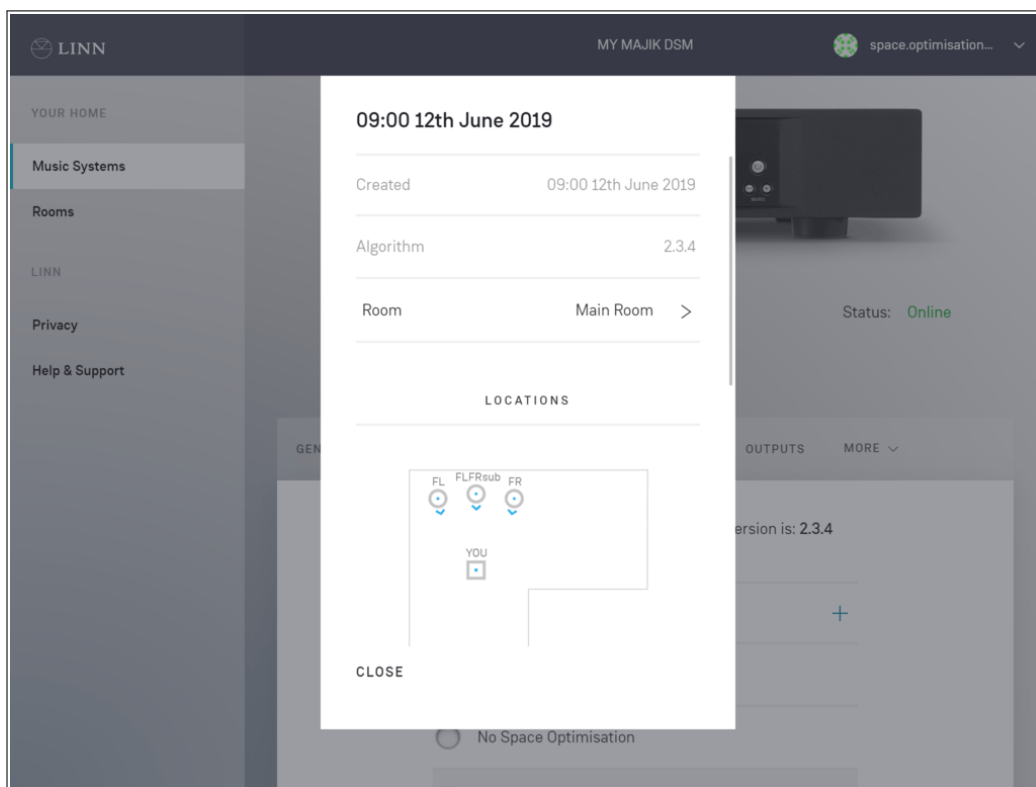 LINN
MY MAJIK DSM
space.optimisation...
YOUR HOME
Music Systems
Rooms
LINN
Privacy
Help & Support
09:00 12th June 2019
Created 09:00 12th June 2019
Algorithm 2.3.4
Room Main Room >
LOCATIONS
FL FLFRsub FR
YOU
CLOSE
Status: Online
GEN
OUTPUTS MORE
ersion is: 2.3.4
+
No Space Optimisation